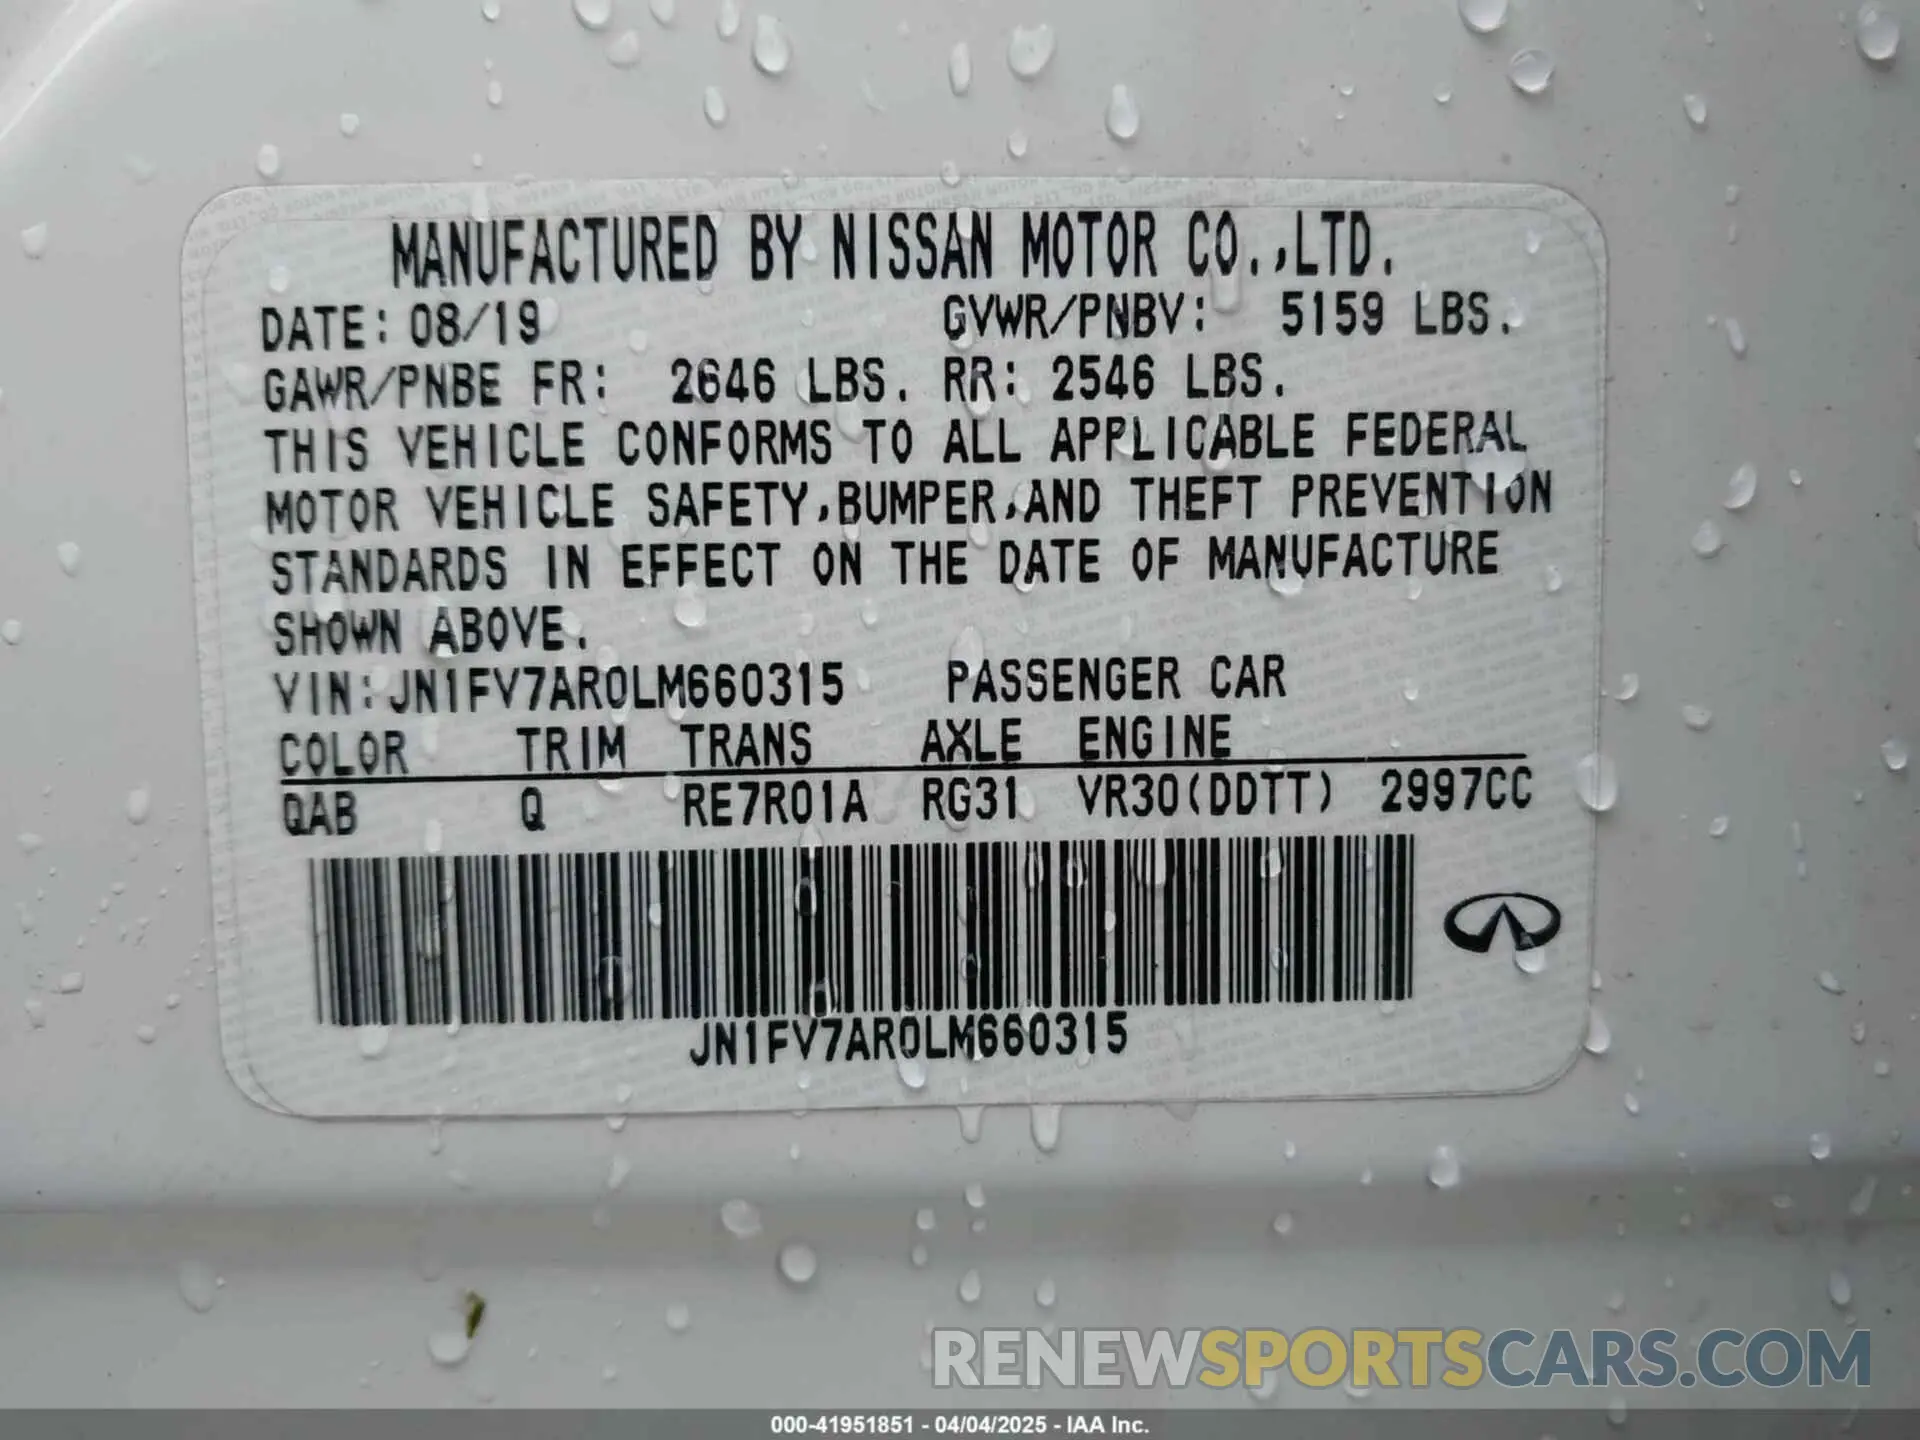 MANUFACTURED BY NISSAN MOTOR CO.,LTD.
DATE: 08/19 GVWR/PNBV: 5159 LBS.
GAWR/PNBE FR: 2646 LBS. RR: 2546 LBS.
THIS VEHICLE CONFORMS TO ALL APPLICABLE FEDERAL
MOTOR VEHICLE SAFETY,BUMPER,AND THEFT PREVENTION
STANDARDS IN EFFECT ON THE DATE OF MANUFACTURE
SHOWN ABOVE.
VIN:JN1FV7AR0LM660315 PASSENGER CAR
COLOR TRIM TRANS AXLE ENGINE
QAB Q RE7R01A RG31 VR30(DDTT) 2997CC
JN1FV7AR0LM660315
RENEWSPORTSCARS.COM
000-41951851 - 04/04/2025 - IAA Inc.